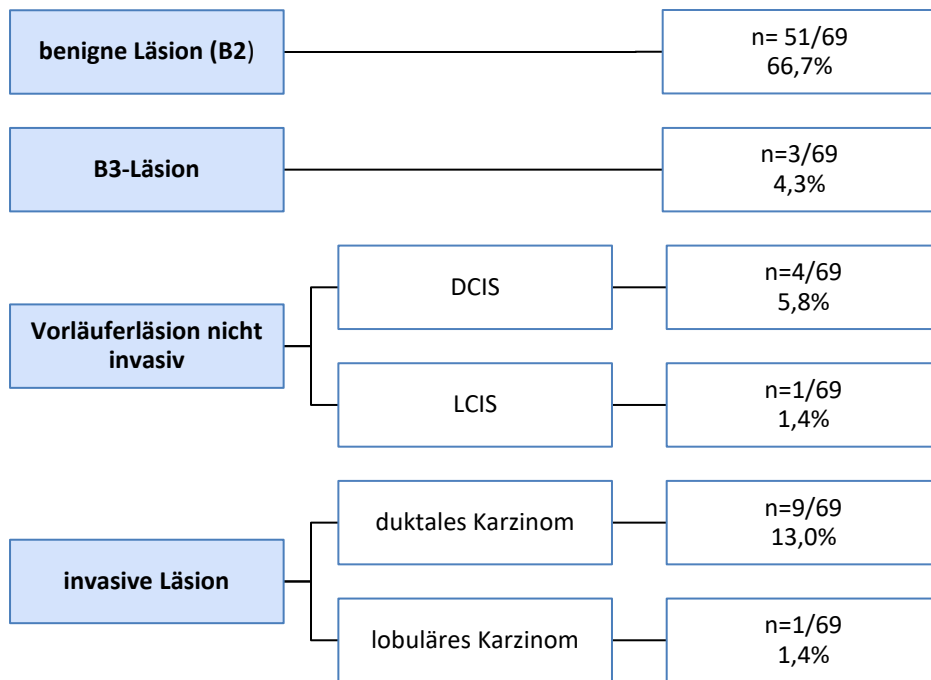 benigne Läsion (B2)
n= 51/69
66,7%
B3-Läsion
n=3/69
4,3%
Vorläuferläsion nicht
invasiv
DCIS
n=4/69
5,8%
LCIS
n=1/69
1,4%
invasive Läsion
duktales Karzinom
n=9/69
13,0%
lobuläres Karzinom
n=1/69
1,4%